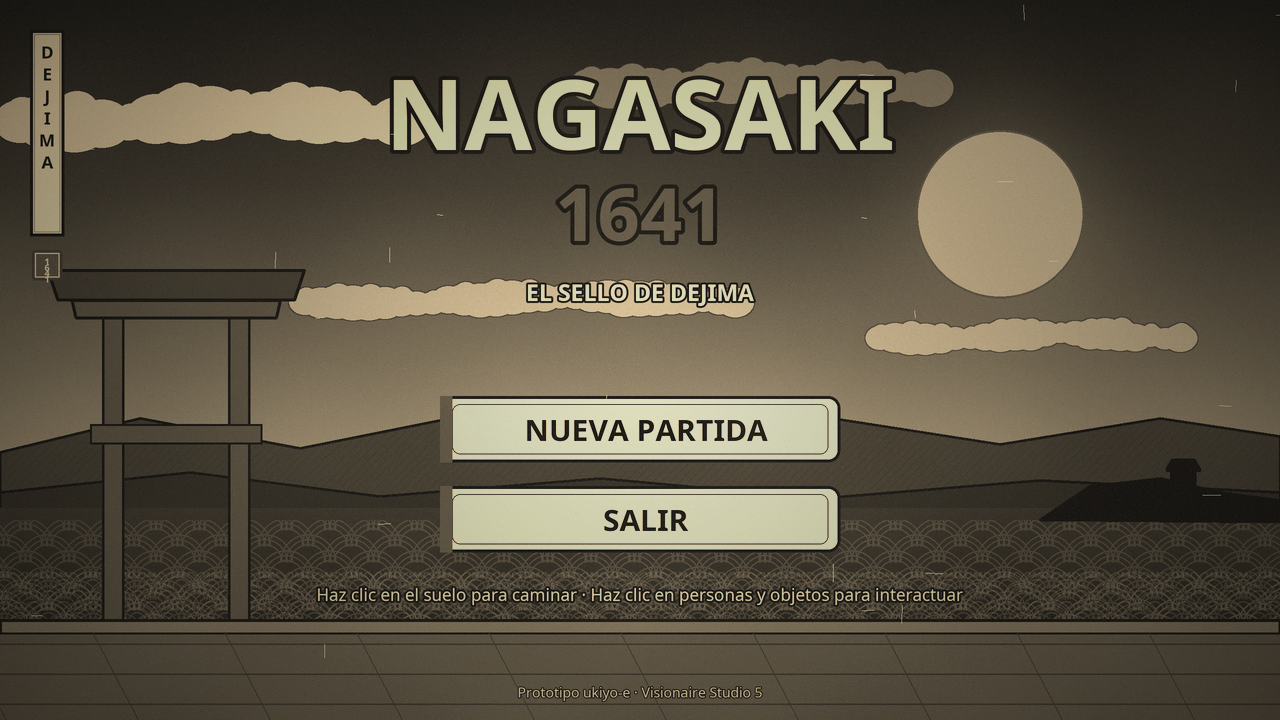 DEJIMA
NAGASAKI
1641
EL SELLO DE DEJIMA
NUEVA PARTIDA
SALIR
Haz clic en el suelo para caminar · Haz clic en personas y objetos para interactuar
Prototipo ukiyo-e · Visionaire Studio 5